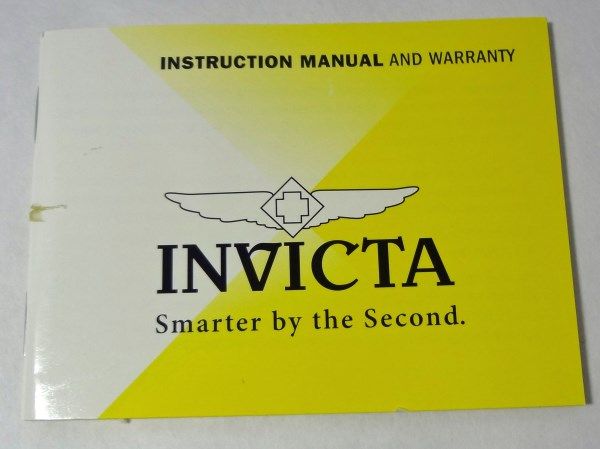 INSTRUCTION MANUAL AND WARRANTY
INVICTA
Smarter by the Second.